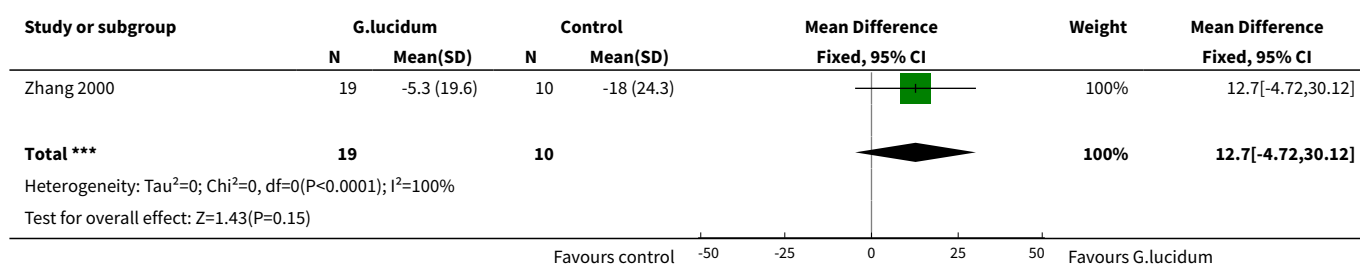 Study or subgroup G.lucidum Control Mean Difference Weight Mean Difference
N Mean(SD) N Mean(SD) Fixed, 95% CI Fixed, 95% CI
Zhang 2000 19 -5.3 (19.6) 10 -18 (24.3) 100% 12.7[-4.72,30.12]
Total *** 19 10 100% 12.7[-4.72,30.12]
Heterogeneity: Tau²=0; Chi²=0, df=0(P<0.0001); I²=100%
Test for overall effect: Z=1.43(P=0.15)
Favours control -50 -25 0 25 50 Favours G.lucidum